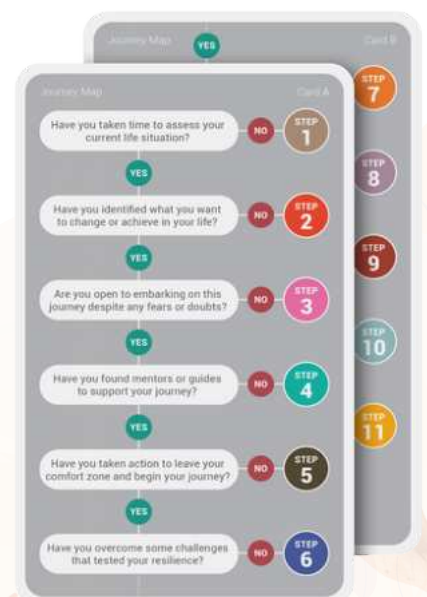 Journey Map
Card B
YES
STEP
7
STEP
8
STEP
9
STEP
10
STEP
11
Journey Map
Card A
Have you taken time to assess your
current life situation?
NO
STEP
1
YES
Have you identified what you want
to change or achieve in your life?
NO
STEP
2
YES
Are you open to embarking on this
journey despite any fears or doubts?
NO
STEP
3
YES
Have you found mentors or guides
to support your journey?
NO
STEP
4
YES
Have you taken action to leave your
comfort zone and begin your journey?
NO
STEP
5
YES
Have you overcome some challenges
that tested your resilience?
NO
STEP
6